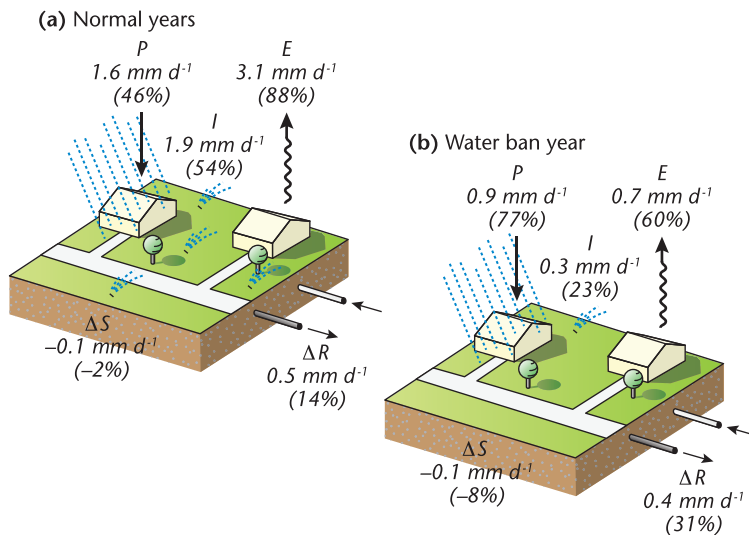 (a) Normal years
P
1.6 mm d⁻¹
(46%)
E
3.1 mm d⁻¹
(88%)
I
1.9 mm d⁻¹
(54%)
ΔS
–0.1 mm d⁻¹
(–2%)
ΔR
0.5 mm d⁻¹
(14%)
(b) Water ban year
P
0.9 mm d⁻¹
(77%)
E
0.7 mm d⁻¹
(60%)
I
0.3 mm d⁻¹
(23%)
ΔS
–0.1 mm d⁻¹
(–8%)
ΔR
0.4 mm d⁻¹
(31%)